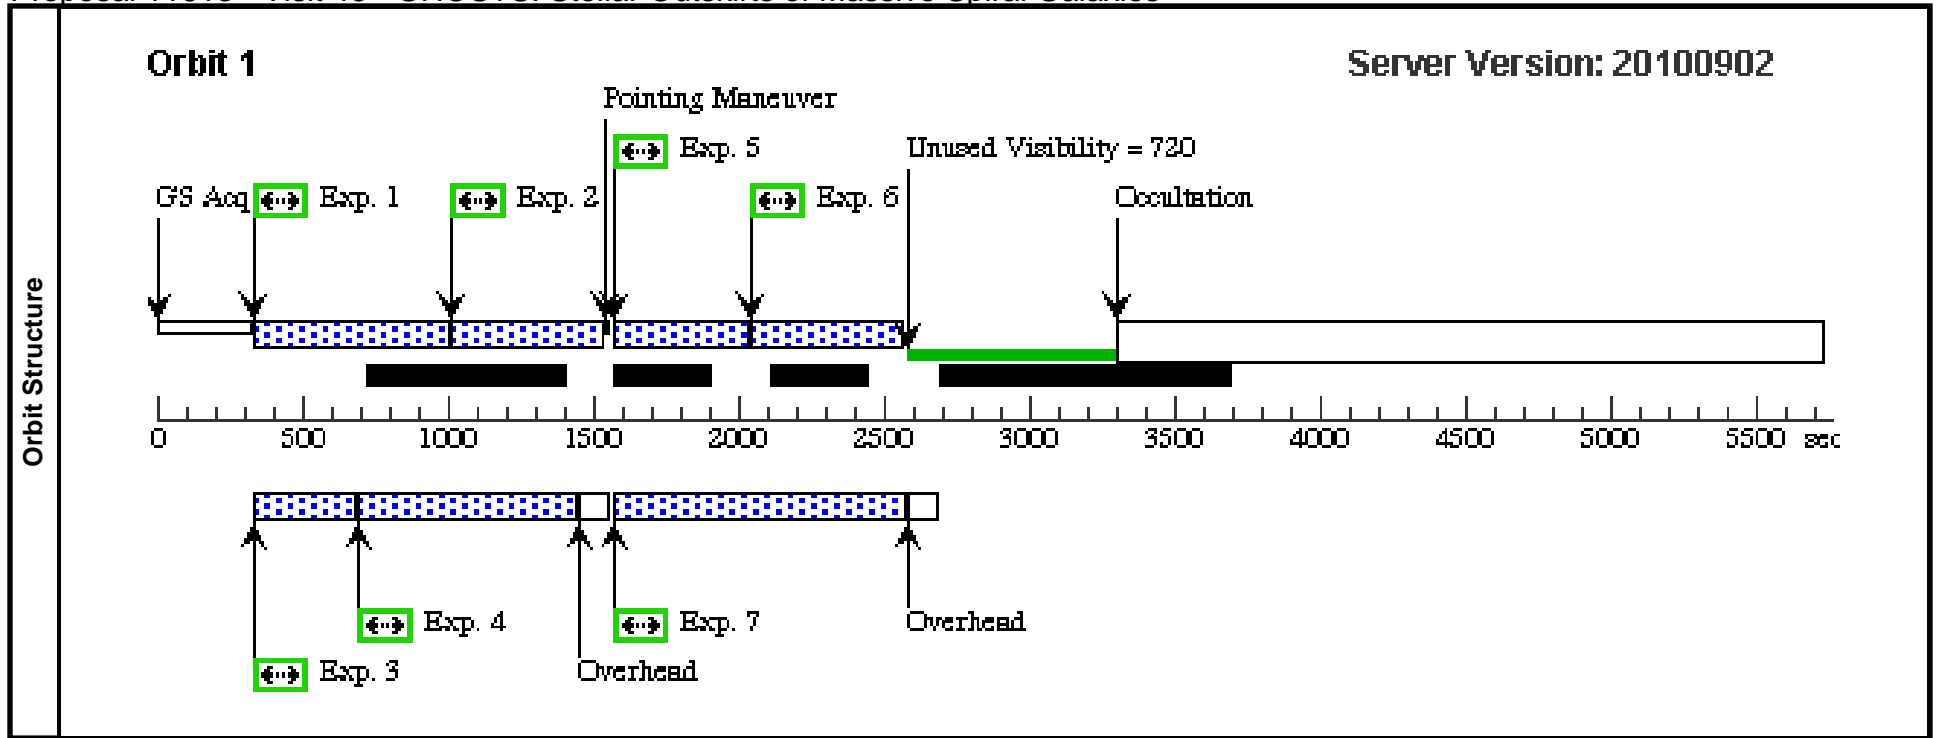 Orbit 1
Server Version: 20100902
Pointing Maneuver
Exp. 5
Unused Visibility = 720
GS Acq
Exp. 1
Exp. 2
Exp. 6
Occultation
Orbit Structure
0 500 1000 1500 2000 2500 3000 3500 4000 4500 5000 5500 sec
Exp. 4
Exp. 7
Overhead
Exp. 3
Overhead